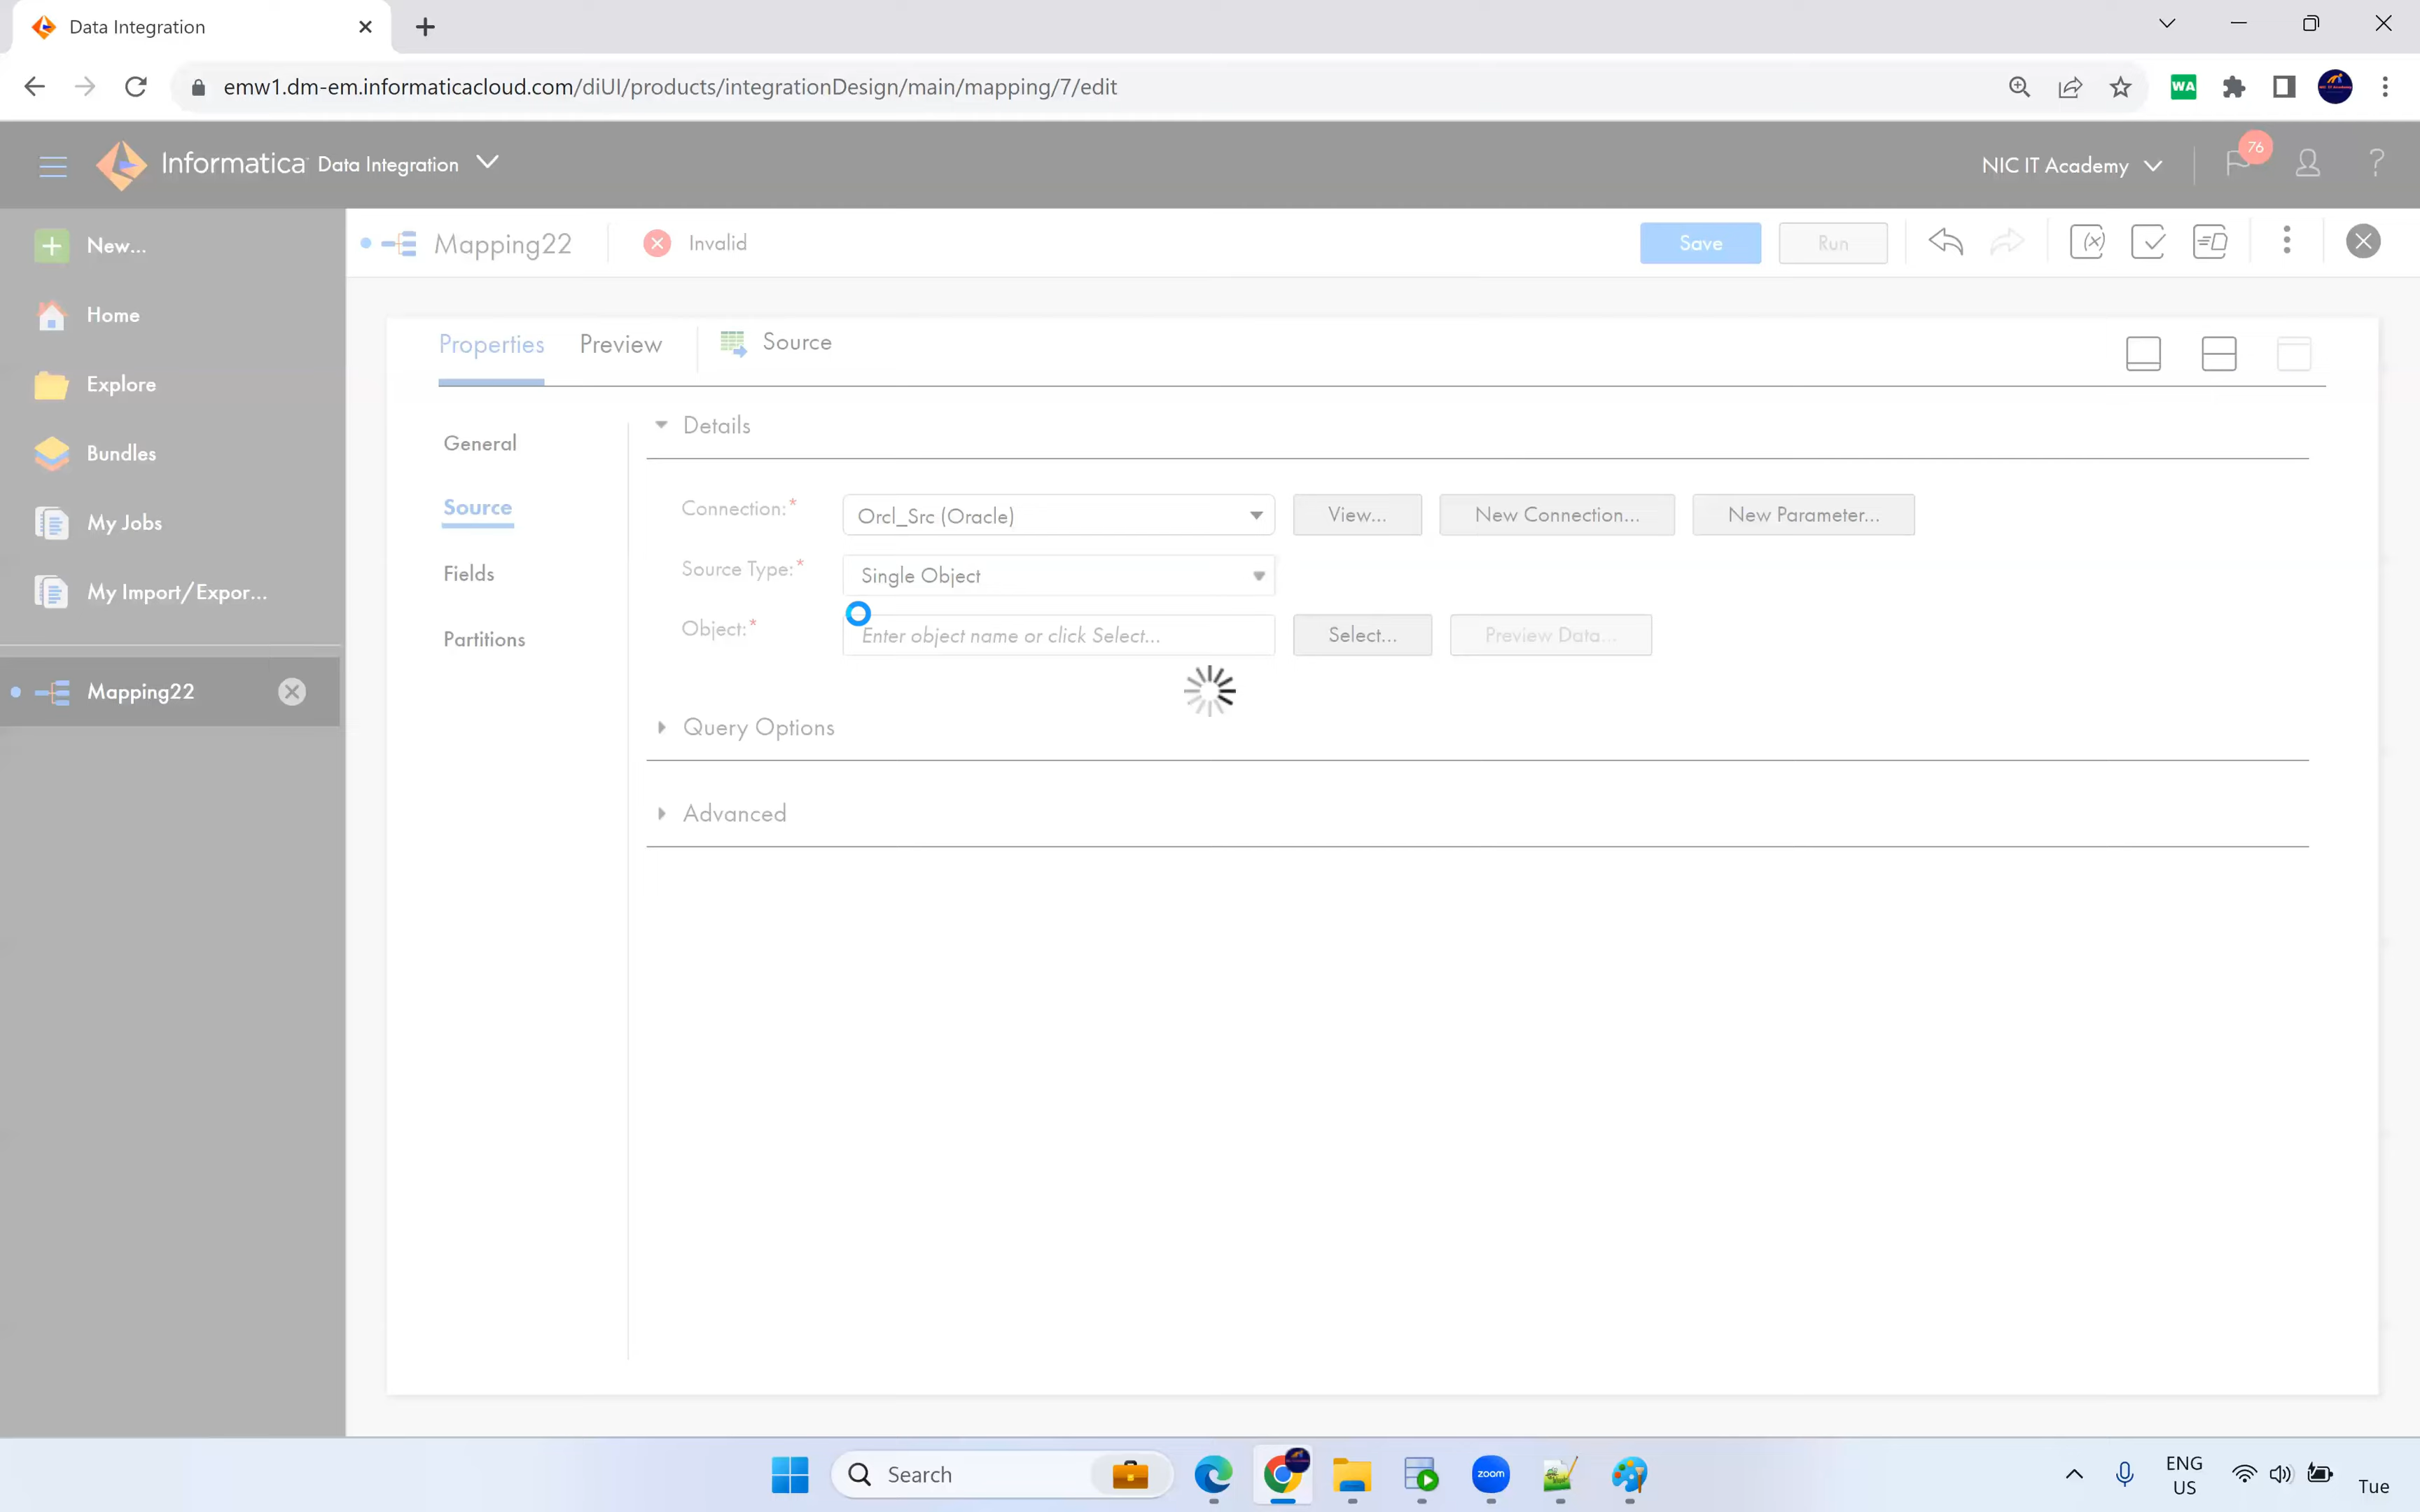 Data Integration
emw1.dm-em.informaticacloud.com/diUI/products/integrationDesign/main/mapping/7/edit
WA
Informatica Data Integration
NIC IT Academy
76
?
New...
Mapping22
Invalid
Save
Run
(x)
Home
Properties
Preview
Source
Explore
General
Details
Bundles
Source
Connection:*
Orcl_Src (Oracle)
View...
New Connection...
New Parameter...
My Jobs
Fields
Source Type:*
Single Object
My Import/Expor...
Partitions
Object:*
Enter object name or click Select...
Select...
Preview Data...
Mapping22
Query Options
Advanced
Search
zoom
ENG
US
Tue